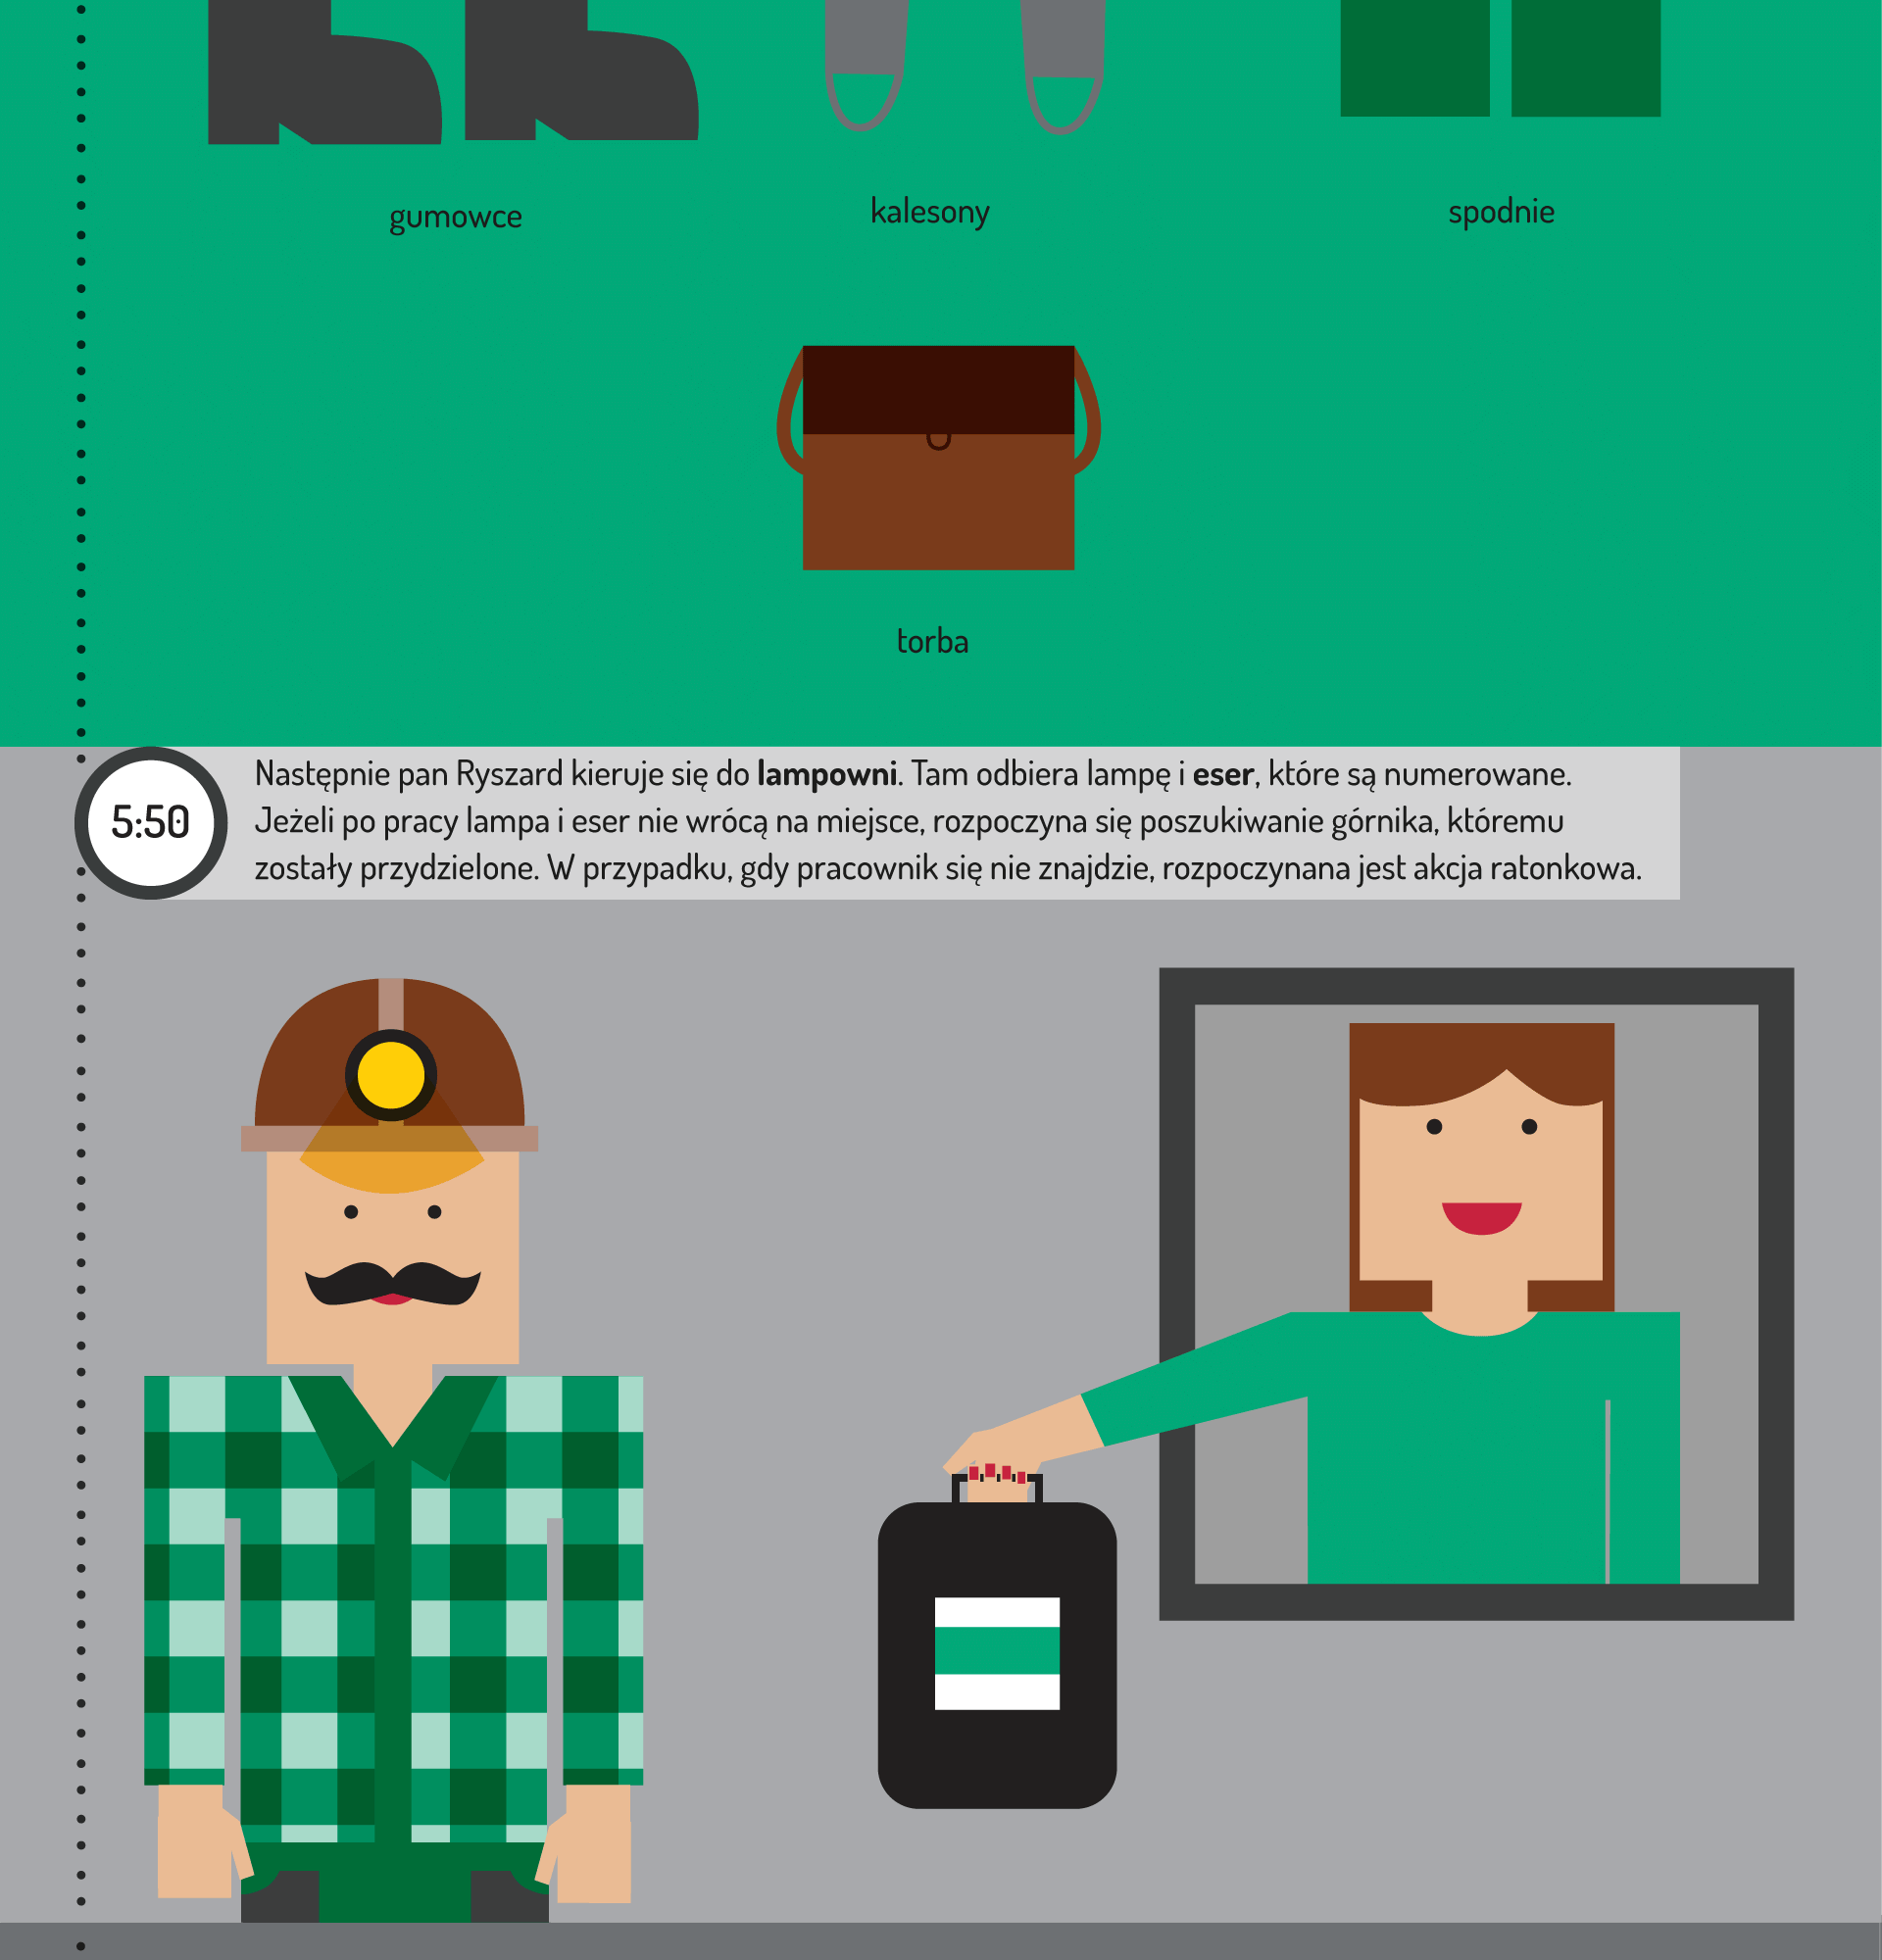 gumowce
kalesony
spodnie
torba
5:50
Następnie pan Ryszard kieruje się do lampowni. Tam odbiera lampę i eser, które są numerowane.
Jeżeli po pracy lampa i eser nie wrócą na miejsce, rozpoczyna się poszukiwanie górnika, któremu
zostały przydzielone. W przypadku, gdy pracownik się nie znajdzie, rozpoczynana jest akcja ratonkowa.